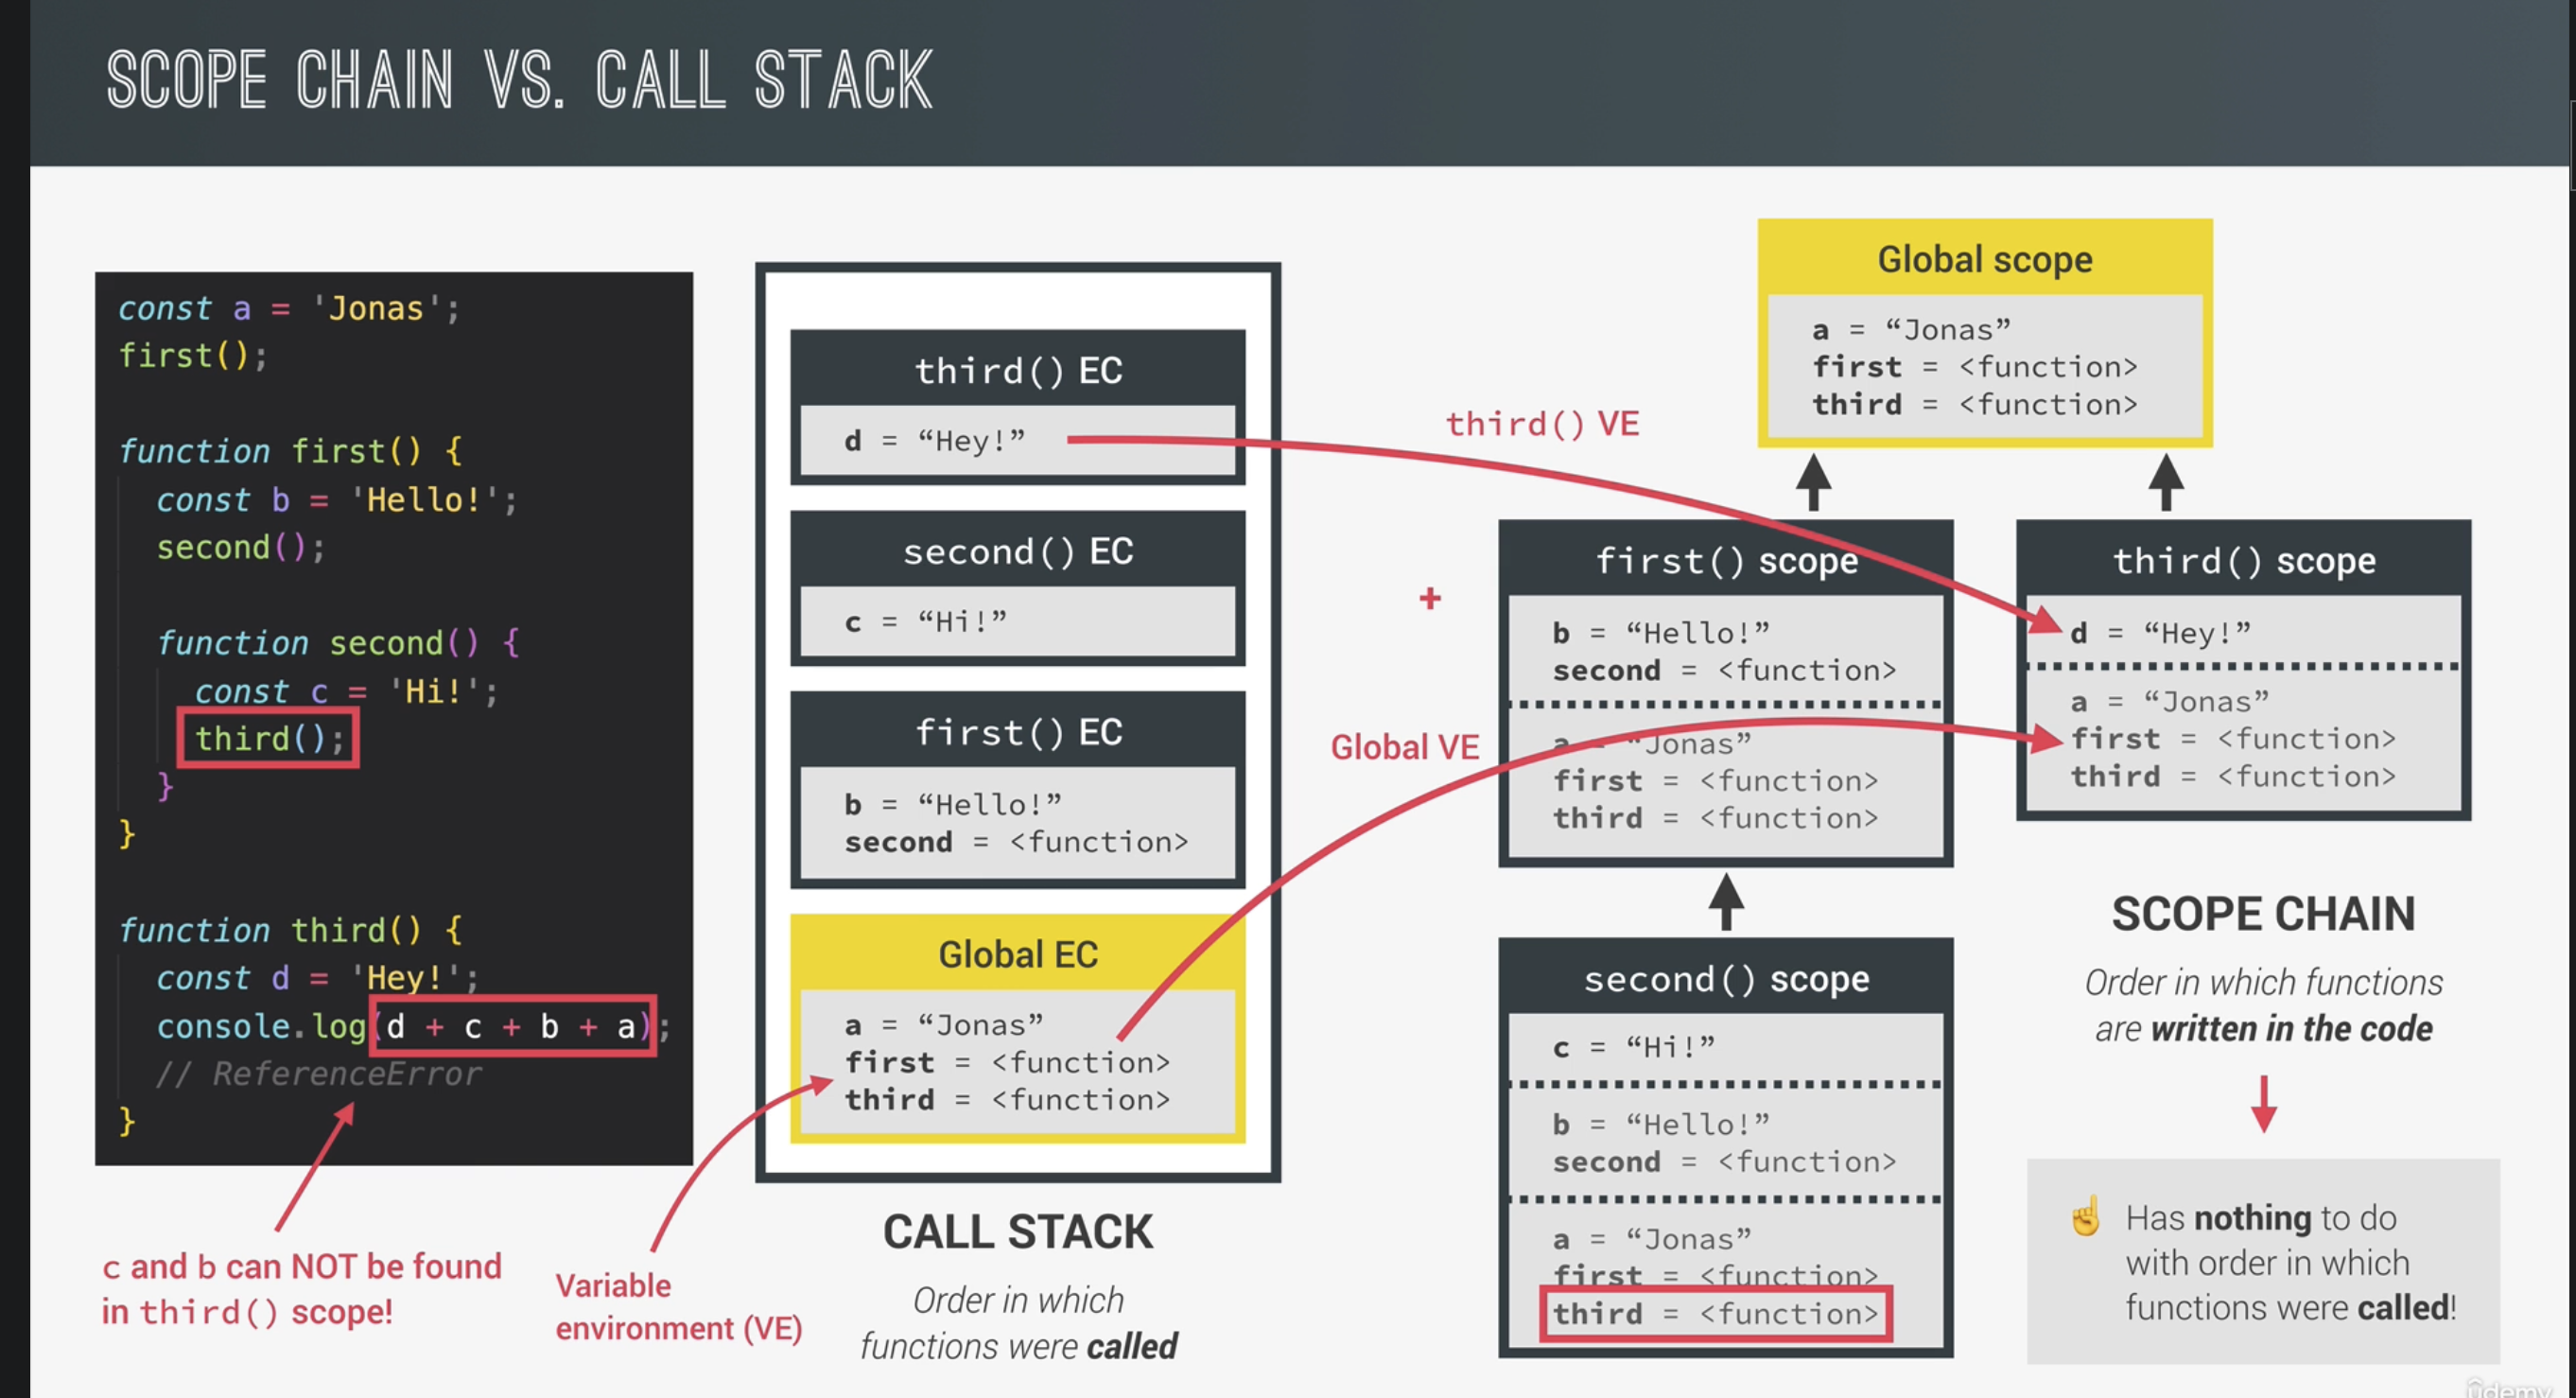 SCOPE CHAIN VS. CALL STACK
const a = 'Jonas';
first();
function first() {
const b = 'Hello!';
second();
function second() {
const c = 'Hi!';
third();
}
}
function third() {
const d = 'Hey!';
console.log(d + c + b + a);
// ReferenceError
}
c and b can NOT be found
in third() scope!
Variable
environment (VE)
third() EC
d = “Hey!”
second() EC
c = “Hi!”
first() EC
b = “Hello!”
second = <function>
Global EC
a = “Jonas”
first = <function>
third = <function>
CALL STACK
Order in which
functions were called
third() VE
+
Global VE
Global scope
a = “Jonas”
first = <function>
third = <function>
first() scope
b = “Hello!”
second = <function>
a = “Jonas”
first = <function>
third = <function>
second() scope
c = “Hi!”
b = “Hello!”
second = <function>
a = “Jonas”
first = <function>
third = <function>
third() scope
d = “Hey!”
a = “Jonas”
first = <function>
third = <function>
SCOPE CHAIN
Order in which functions
are written in the code
☝ Has nothing to do
with order in which
functions were called!
ûdemy